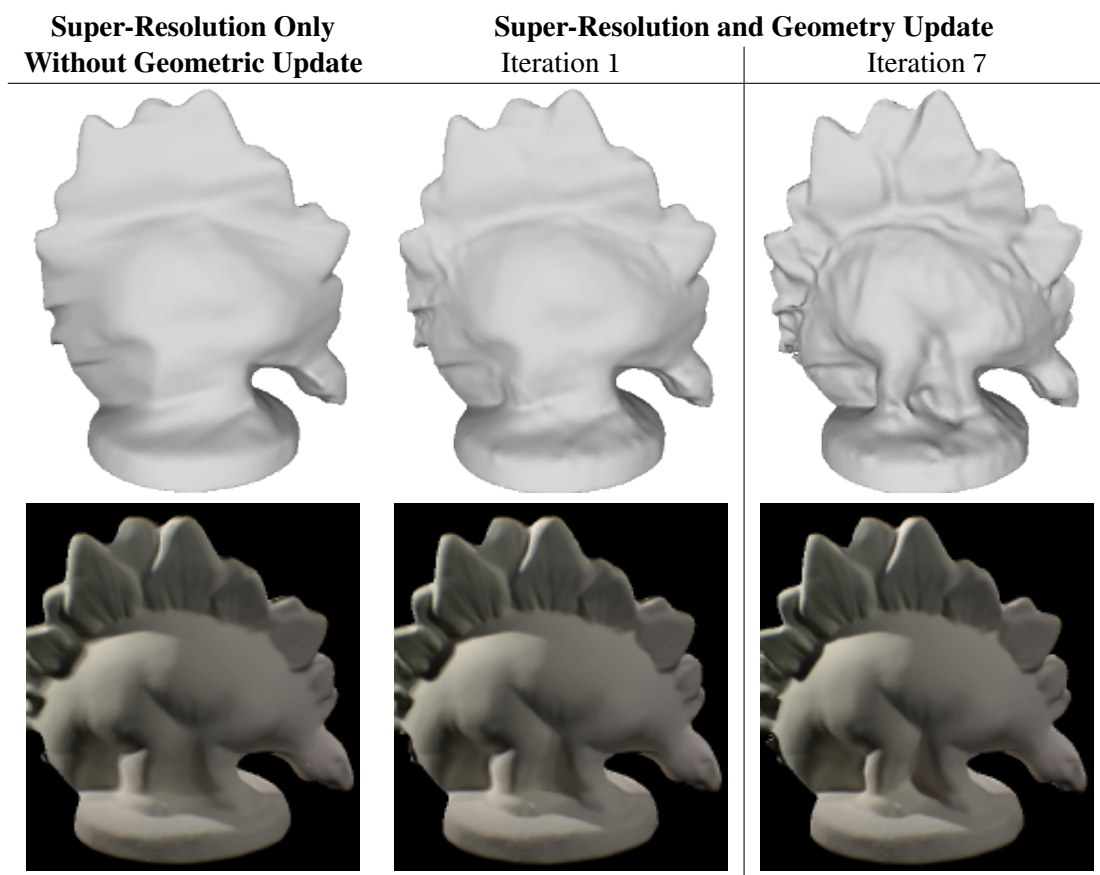 Super-Resolution Only
Without Geometric Update
Super-Resolution and Geometry Update
Iteration 1
Iteration 7